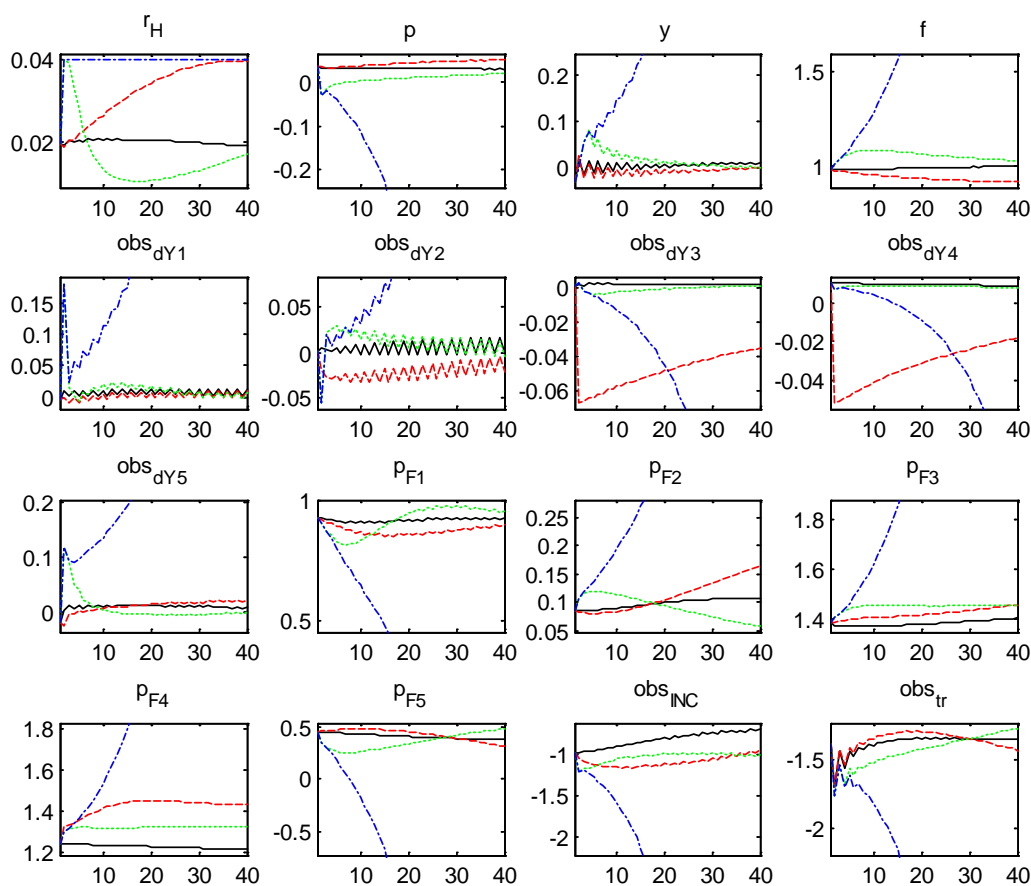 r_H p y f
0.04 0 0.2 1.5
0.02 -0.1 0.1 1
-0.2 0
10 20 30 40 10 20 30 40 10 20 30 40 10 20 30 40
obs_dY1 obs_dY2 obs_dY3 obs_dY4
0.15 0.05 0 0
0.1 0 -0.02 -0.02
0.05 -0.05 -0.04 -0.04
0 -0.06
10 20 30 40 10 20 30 40 10 20 30 40 10 20 30 40
obs_dY5 p_F1 p_F2 p_F3
0.2 1 0.25 1.8
0.1 0.5 0.2 1.6
0 0.15 1.4
0.1
0.05
10 20 30 40 10 20 30 40 10 20 30 40 10 20 30 40
p_F4 p_F5 obs_INC obs_tr
1.8 0.5 -1 -1.5
1.6 0 -1.5 -2
1.4 -0.5 -2
1.2
10 20 30 40 10 20 30 40 10 20 30 40 10 20 30 40